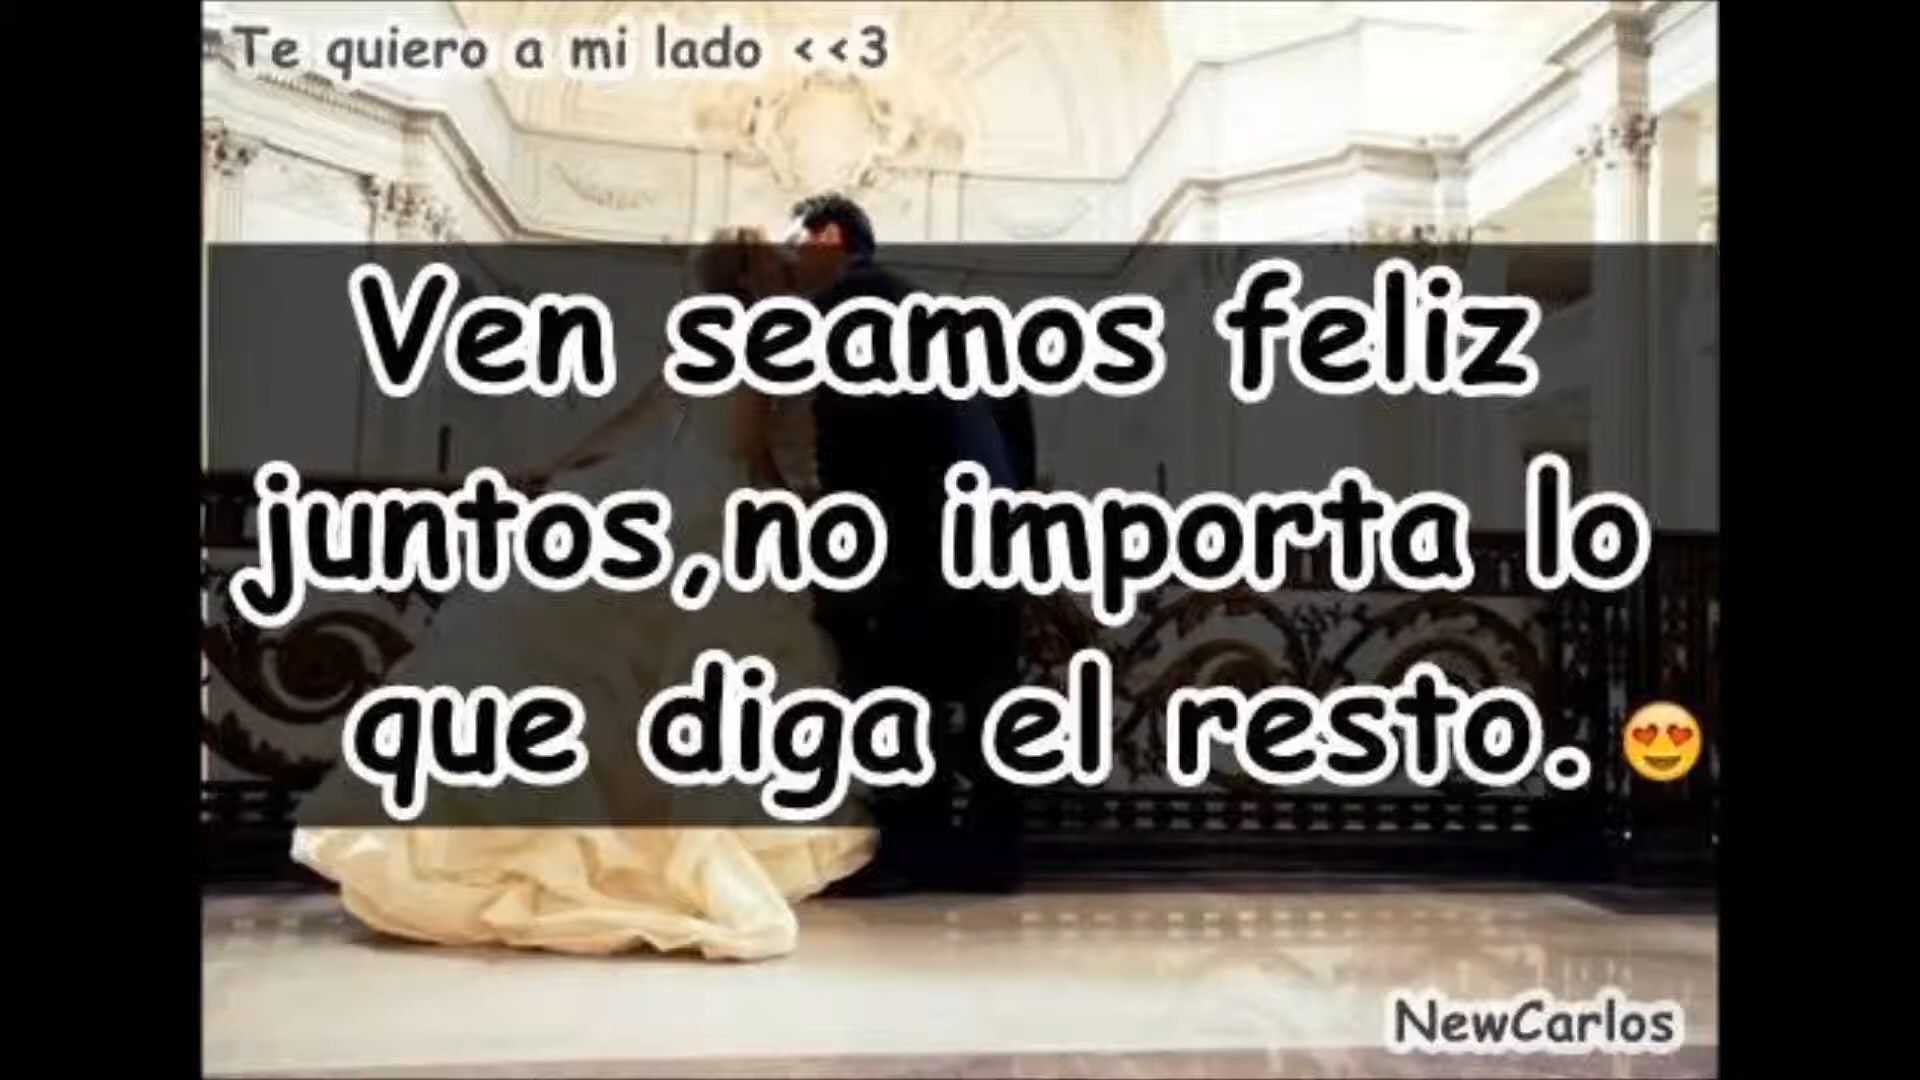 Te quiero a mi lado <<3
Ven seamos feliz
juntos,no importa lo
que diga el resto.😍
NewCarlos